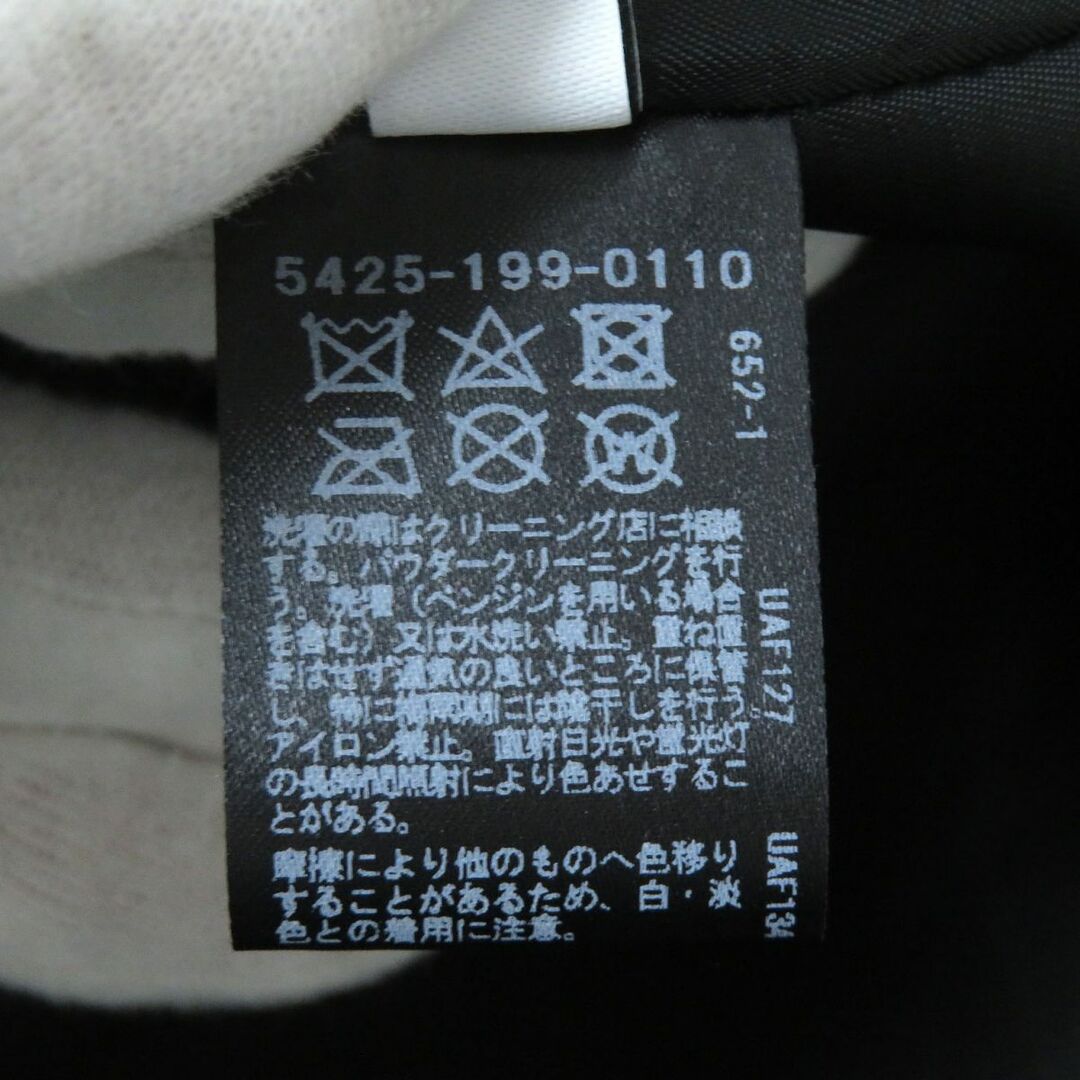 5425-199-0110
652-1
洗濯の際はクリーニング店に相談
する。パウダークリーニングを行
う。洗濯(ベンジンを用いる場合
を含む)又は水洗い禁止。重ね置
きはせず通気の良いところに保管
し、特に梅雨期には陰干しを行う。
アイロン禁止。直射日光や蛍光灯
の長時間照射により色あせするこ
とがある。
UAF127
摩擦により他のものへ色移り
することがあるため、白・淡
色との着用に注意。
UAF134